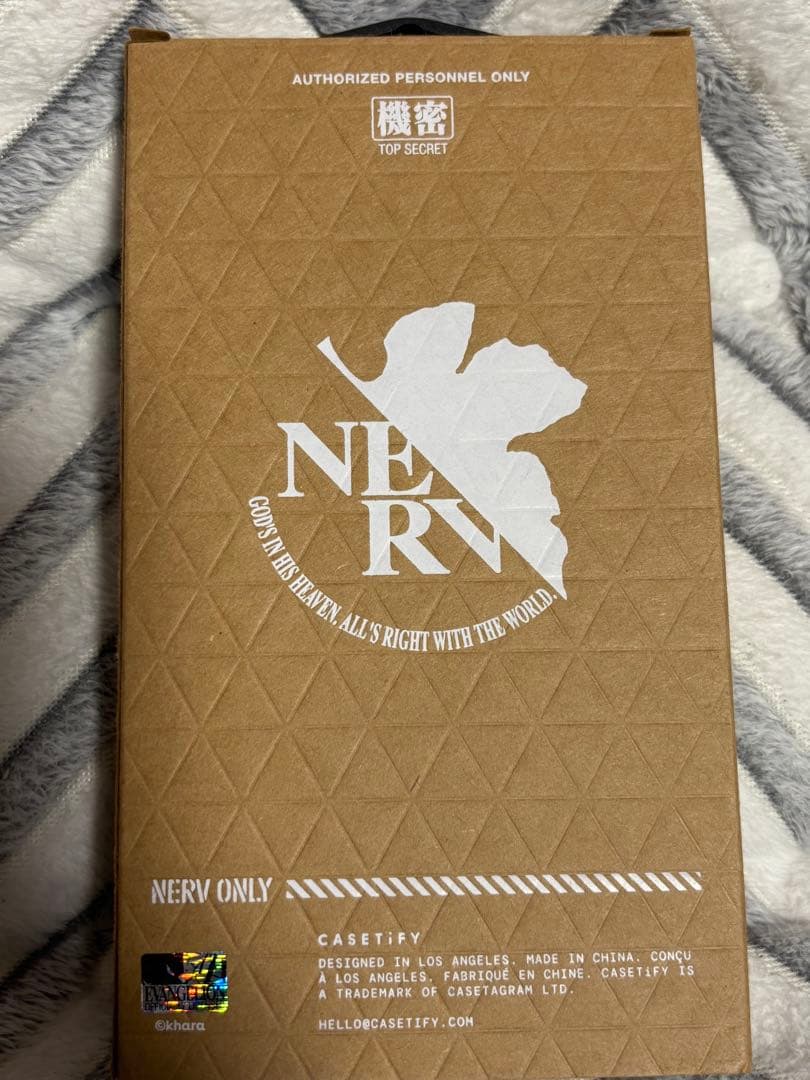 AUTHORIZED PERSONNEL ONLY
機密
TOP SECRET
NE
RV
GOD'S IN HIS HEAVEN. ALL'S RIGHT WITH THE WORLD.
NERV ONLY
CASETiFY
DESIGNED IN LOS ANGELES. MADE IN CHINA. CONÇU
À LOS ANGELES. FABRIQUÉ EN CHINE. CASETiFY IS
A TRADEMARK OF CASETAGRAM LTD.
HELLO@CASETIFY.COM
EVANGELION
©khara